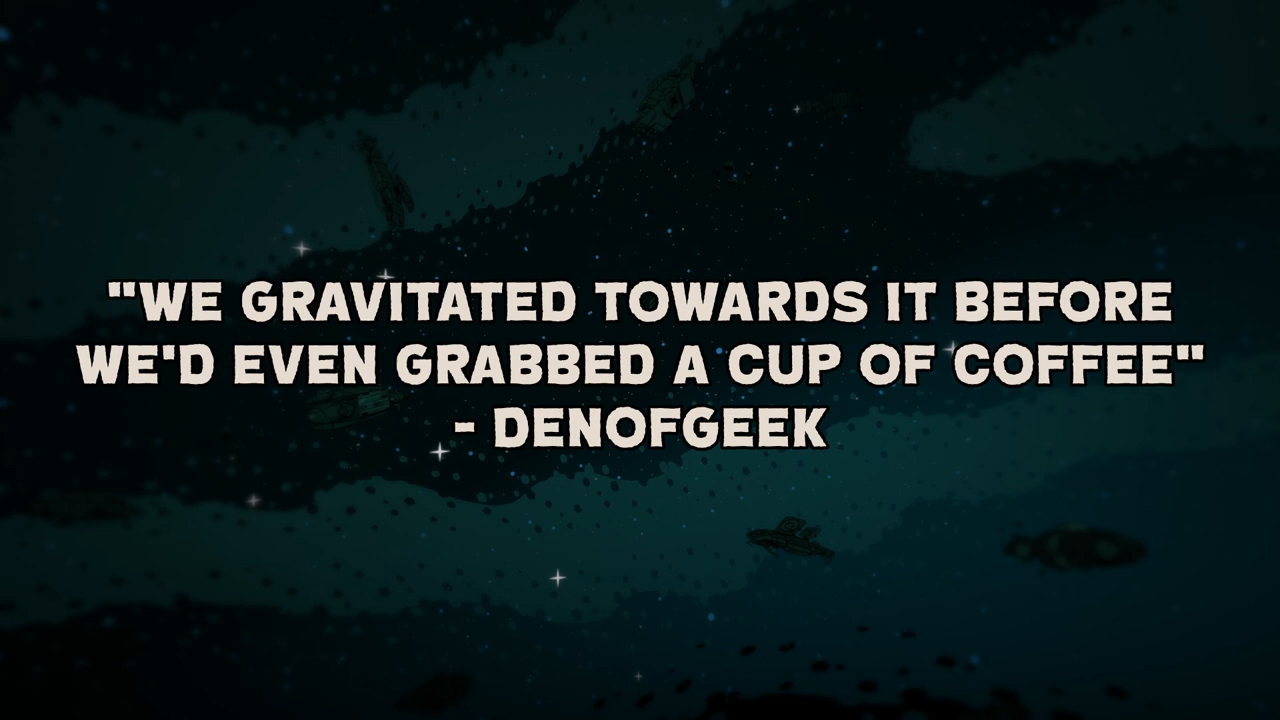 "WE GRAVITATED TOWARDS IT BEFORE
WE'D EVEN GRABBED A CUP OF COFFEE"
- DENOFGEEK